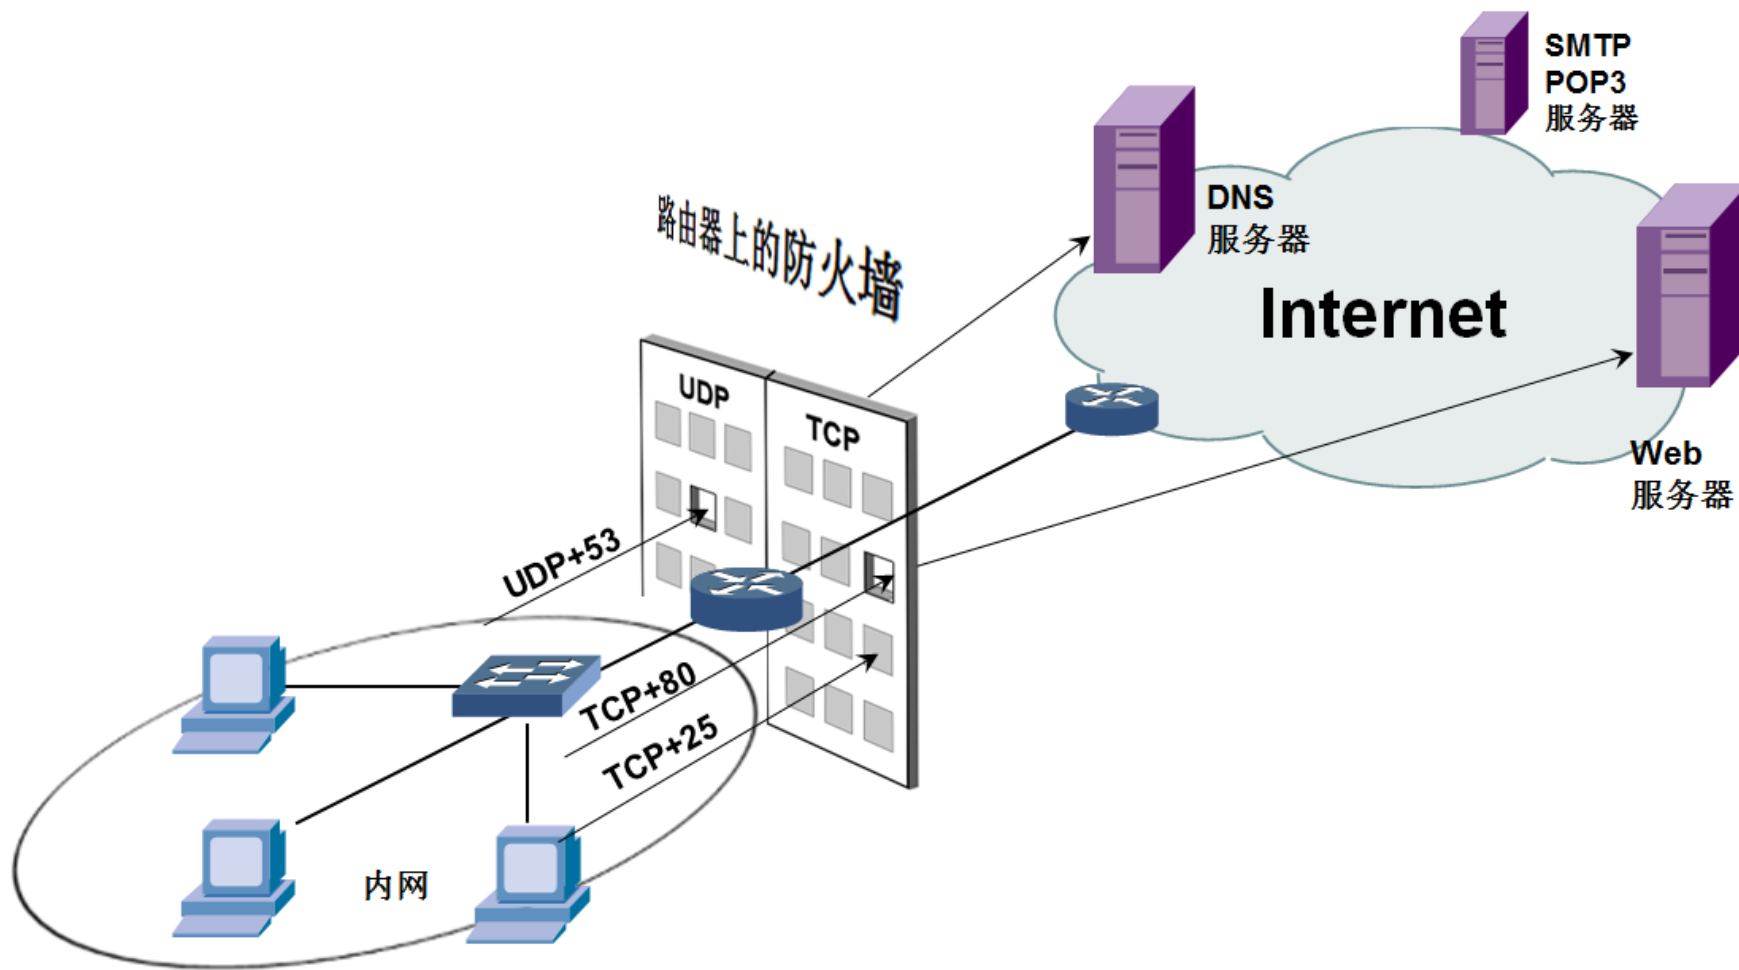 SMTP
POP3
服务器
DNS
服务器
路由器上的防火墙
Internet
UDP
TCP
Web
服务器
UDP+53
TCP+80
TCP+25
内网